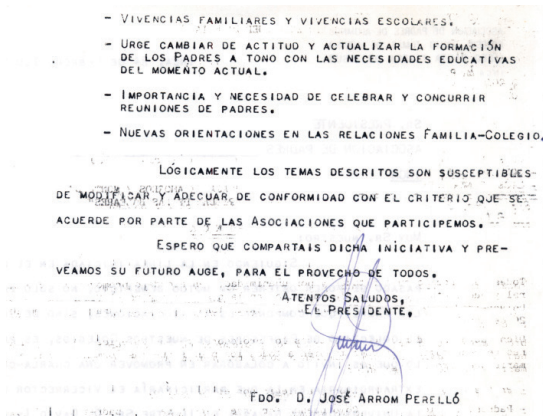 - VIVENCIAS FAMILIARES Y VIVENCIAS ESCOLARES.
- URGE CAMBIAR DE ACTITUD Y ACTUALIZAR LA FORMACIÓN
DE LOS PADRES A TONO CON LAS NECESIDADES EDUCATIVAS
DEL MOMENTO ACTUAL.
- IMPORTANCIA Y NECESIDAD DE CELEBRAR Y CONCURRIR
REUNIONES DE PADRES.
- NUEVAS ORIENTACIONES EN LAS RELACIONES FAMILIA-COLEGIO.
LÓGICAMENTE LOS TEMAS DESCRITOS SON SUSCEPTIBLES
DE MODIFICAR Y ADECUAR DE CONFORMIDAD CON EL CRITERIO QUE SE
ACUERDE POR PARTE DE LAS ASOCIACIONES QUE PARTICIPEMOS.
ESPERO QUE COMPARTAIS DICHA INICIATIVA Y PRE-
VEAMOS SU FUTURO AUGE, PARA EL PROVECHO DE TODOS.
ATENTOS SALUDOS,
EL PRESIDENTE,
FDO. D. JOSÉ ARROM PERELLÓ